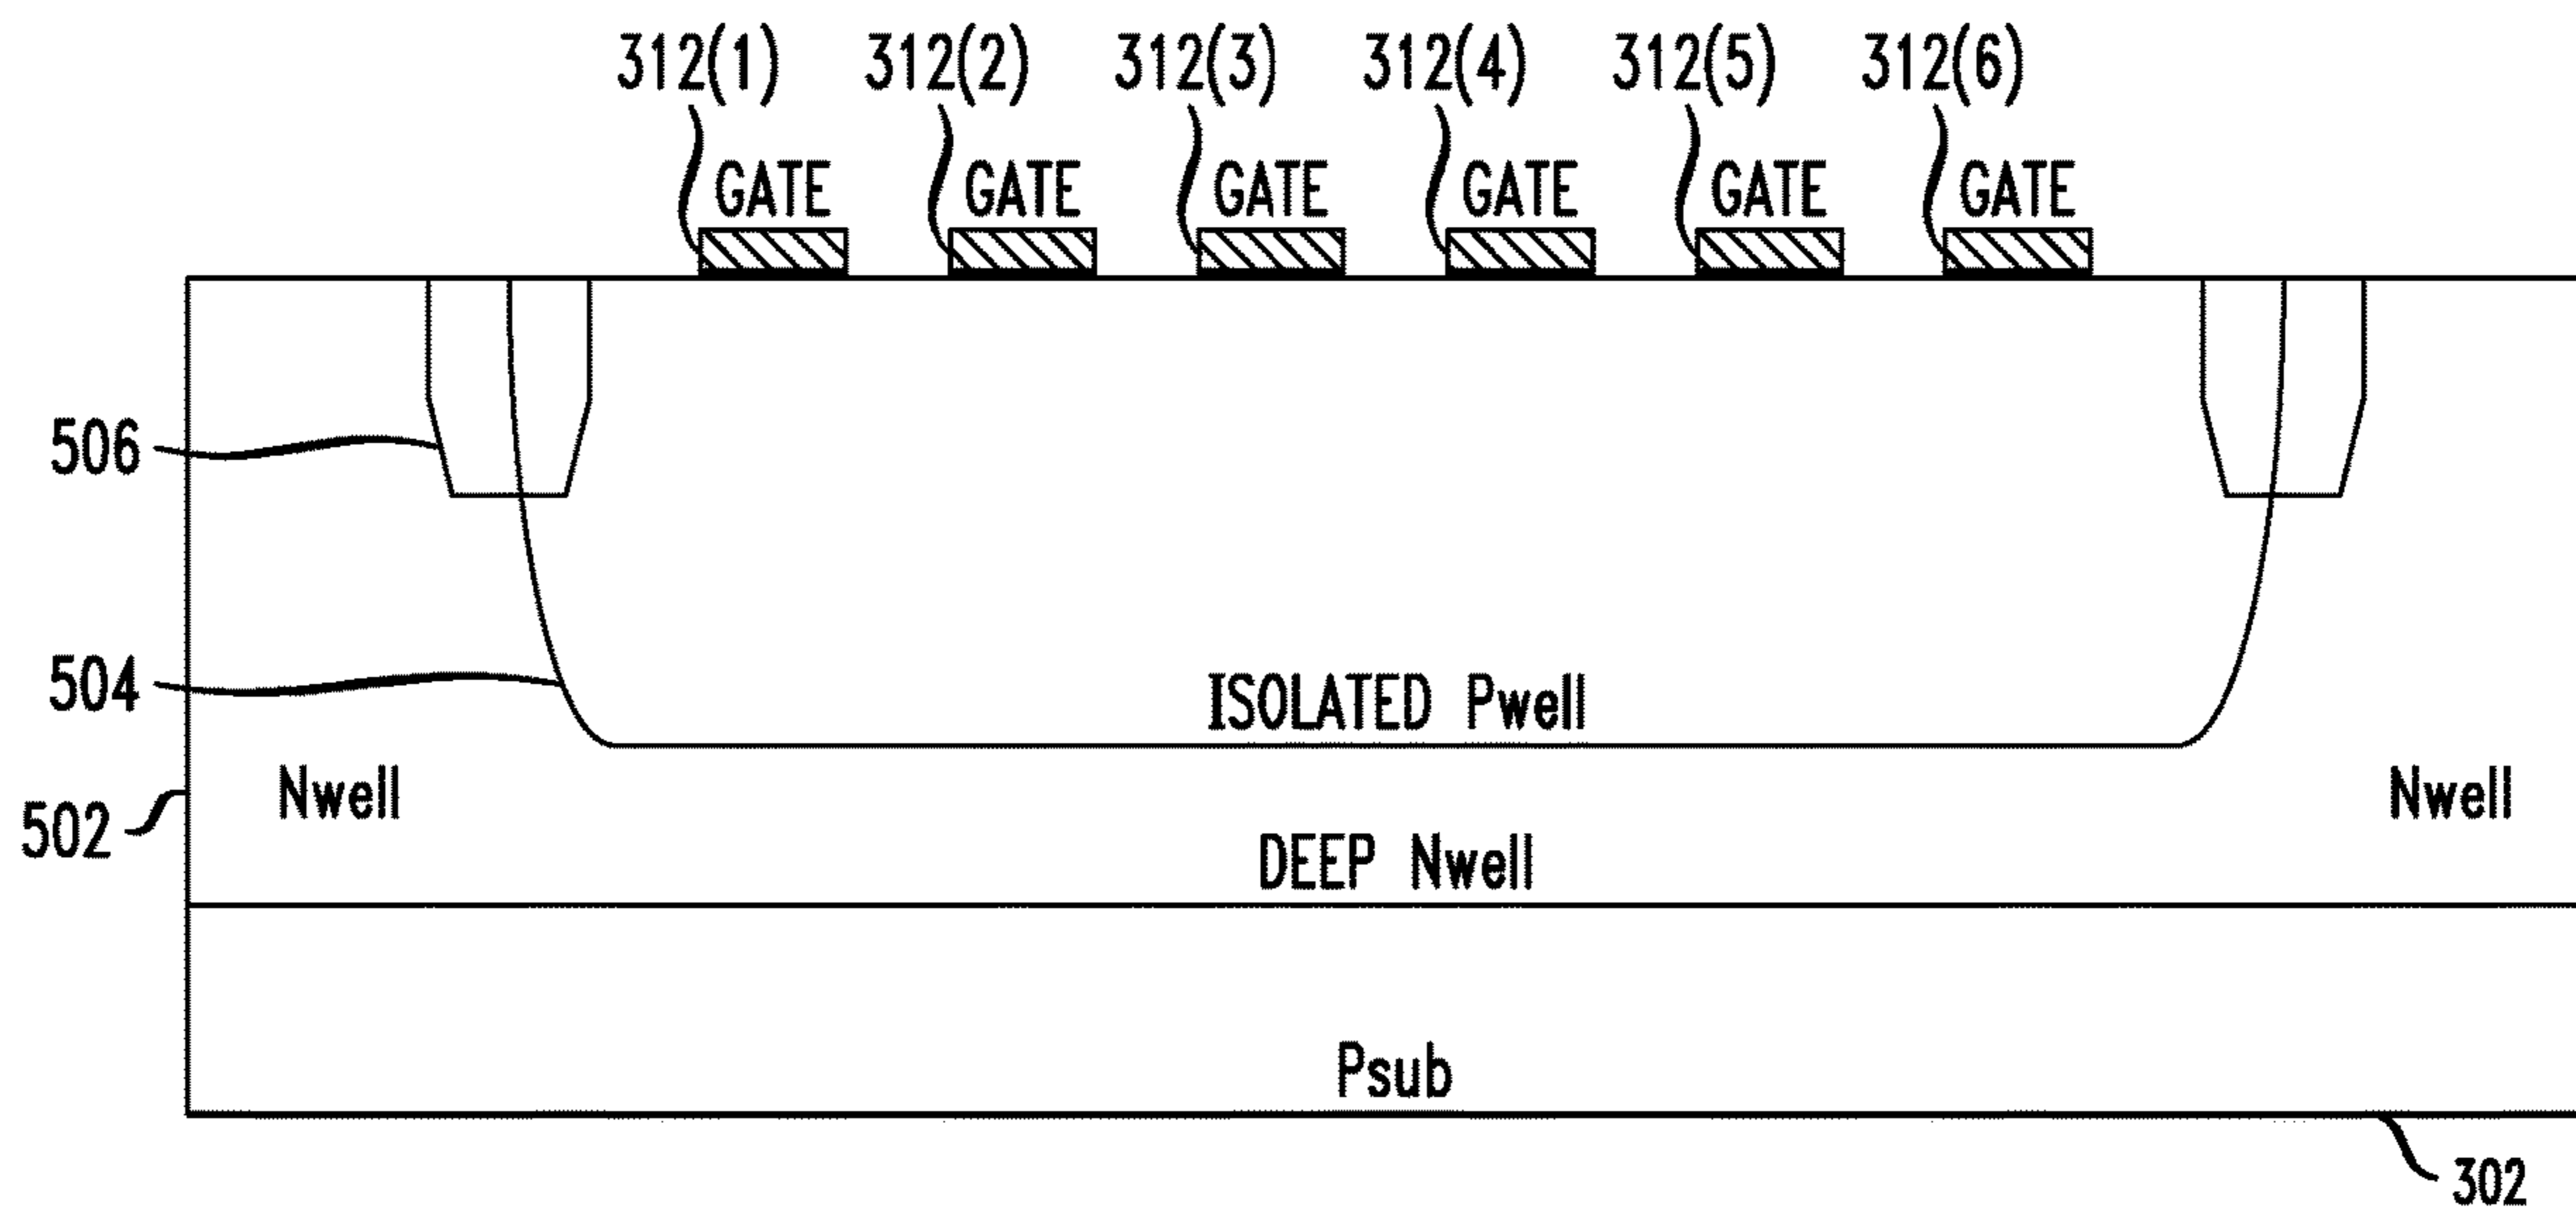 312(1) 312(2) 312(3) 312(4) 312(5) 312(6)
GATE GATE GATE GATE GATE GATE
506
504
ISOLATED Pwell
Nwell Nwell
502
DEEP Nwell
Psub
302